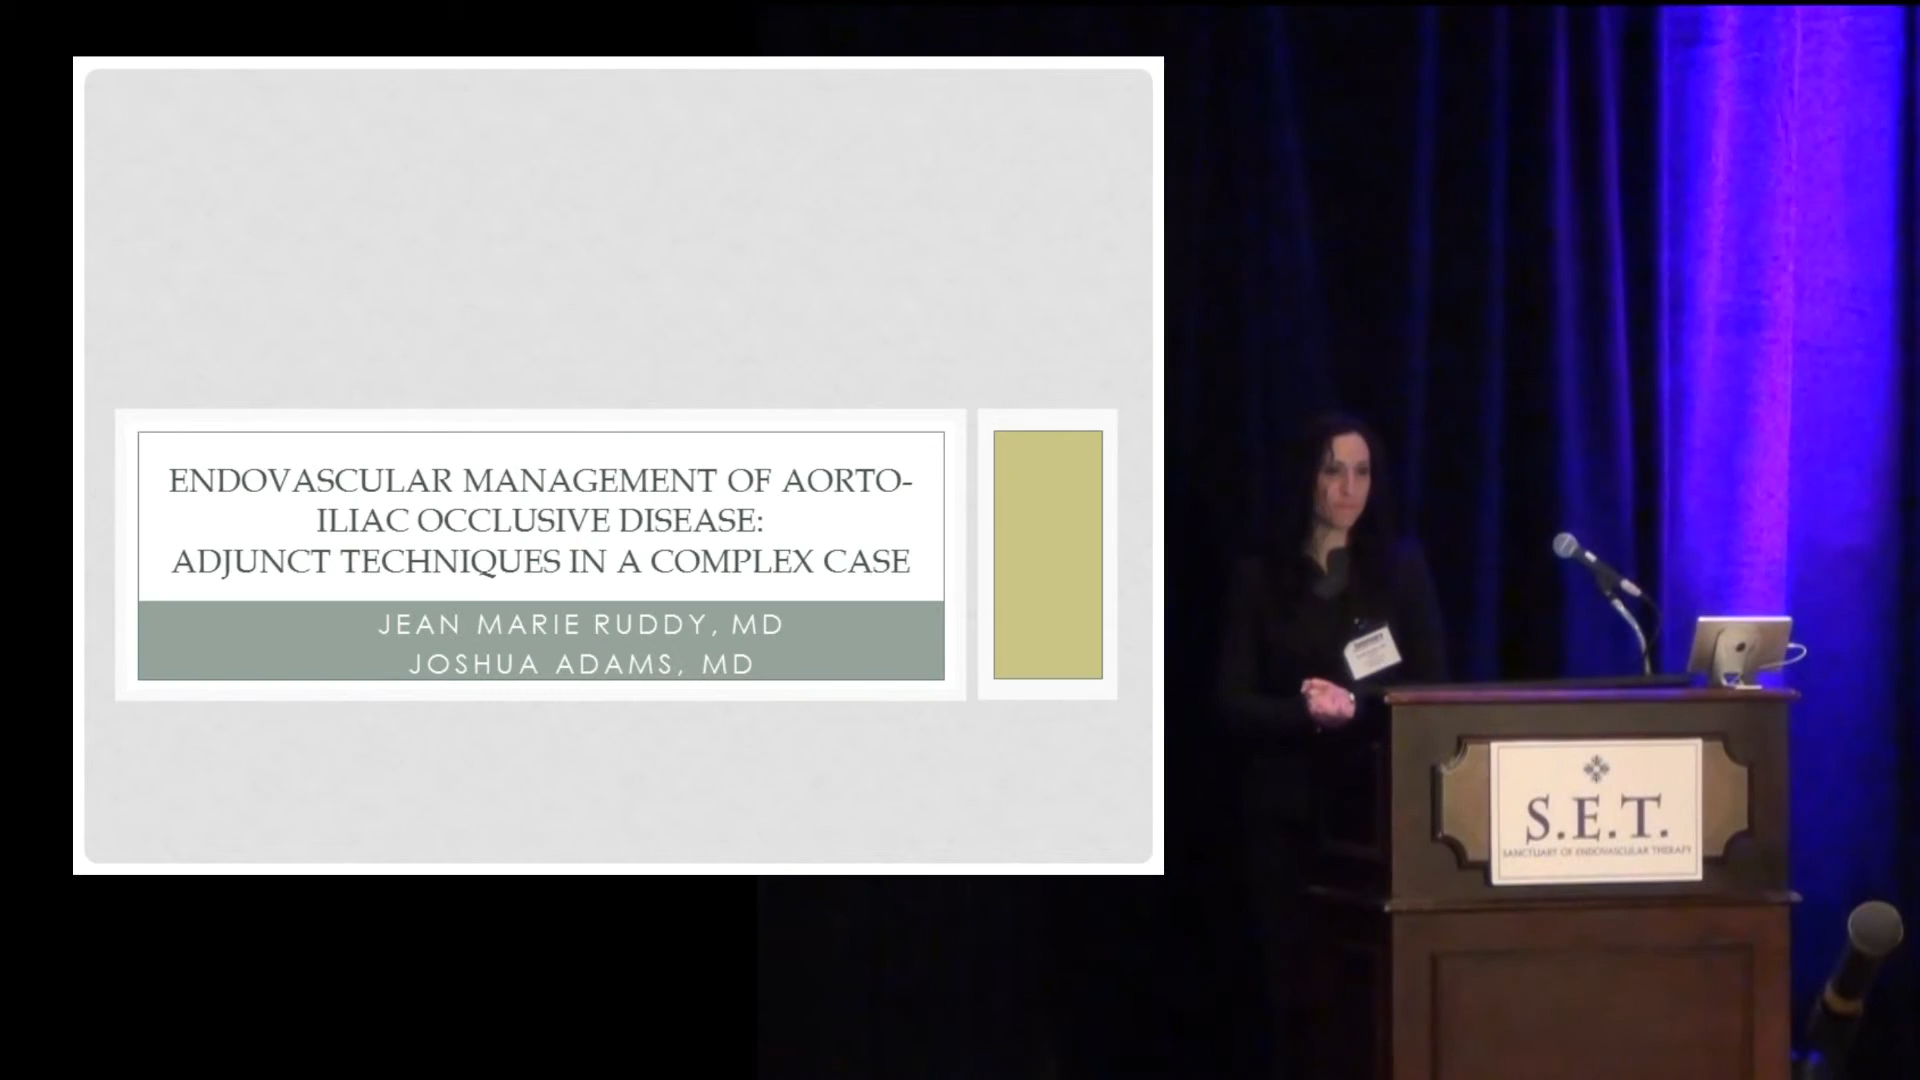 ENDOVASCULAR MANAGEMENT OF AORTO-
ILIAC OCCLUSIVE DISEASE:
ADJUNCT TECHNIQUES IN A COMPLEX CASE
JEAN MARIE RUDDY, MD
JOSHUA ADAMS, MD
S.E.T.
SANCTUARY OF ENDOVASCULAR THERAPY